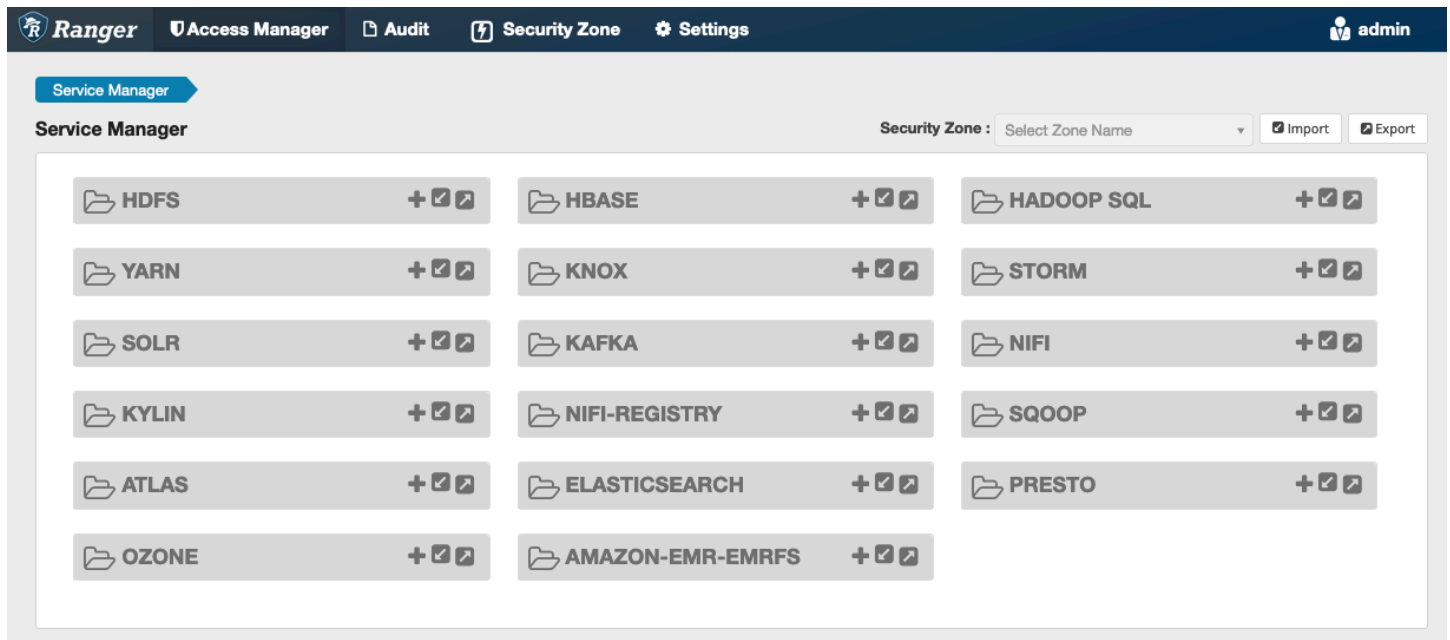 Ranger Access Manager Audit Security Zone Settings admin
Service Manager
Service Manager Security Zone : Select Zone Name Import Export
HDFS HBASE HADOOP SQL
YARN KNOX STORM
SOLR KAFKA NIFI
KYLIN NIFI-REGISTRY SQOOP
ATLAS ELASTICSEARCH PRESTO
OZONE AMAZON-EMR-EMRFS